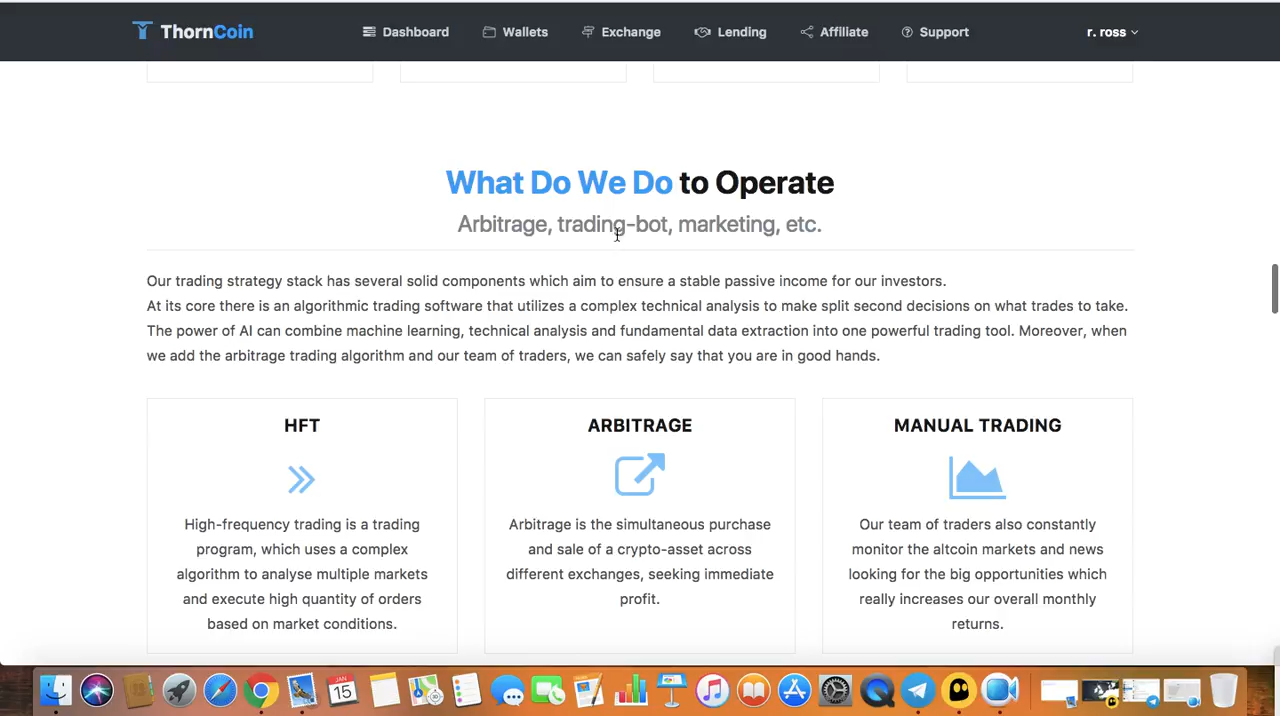 ThornCoin
Dashboard
Wallets
Exchange
Lending
Affiliate
Support
r. ross
What Do We Do to Operate
Arbitrage, trading-bot, marketing, etc.
Our trading strategy stack has several solid components which aim to ensure a stable passive income for our investors.
At its core there is an algorithmic trading software that utilizes a complex technical analysis to make split second decisions on what trades to take.
The power of AI can combine machine learning, technical analysis and fundamental data extraction into one powerful trading tool. Moreover, when
we add the arbitrage trading algorithm and our team of traders, we can safely say that you are in good hands.
HFT
High-frequency trading is a trading
program, which uses a complex
algorithm to analyse multiple markets
and execute high quantity of orders
based on market conditions.
ARBITRAGE
Arbitrage is the simultaneous purchase
and sale of a crypto-asset across
different exchanges, seeking immediate
profit.
MANUAL TRADING
Our team of traders also constantly
monitor the altcoin markets and news
looking for the big opportunities which
really increases our overall monthly
returns.
JAN
15